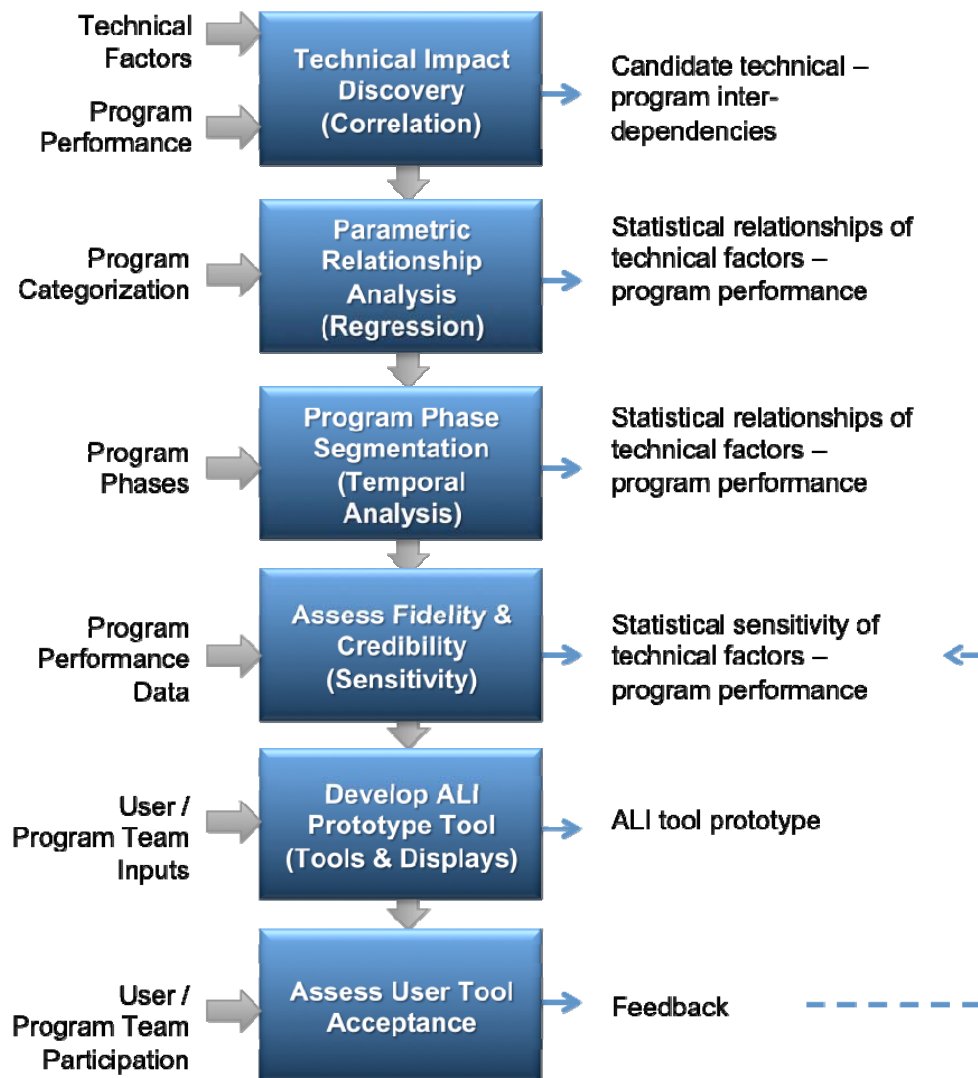 Technical
Factors
Program
Performance
Technical Impact
Discovery
(Correlation)
Candidate technical –
program inter-
dependencies
Program
Categorization
Parametric
Relationship
Analysis
(Regression)
Statistical relationships of
technical factors –
program performance
Program
Phases
Program Phase
Segmentation
(Temporal
Analysis)
Statistical relationships of
technical factors –
program performance
Program
Performance
Data
Assess Fidelity &
Credibility
(Sensitivity)
Statistical sensitivity of
technical factors –
program performance
User /
Program Team
Inputs
Develop ALI
Prototype Tool
(Tools & Displays)
ALI tool prototype
User /
Program Team
Participation
Assess User Tool
Acceptance
Feedback